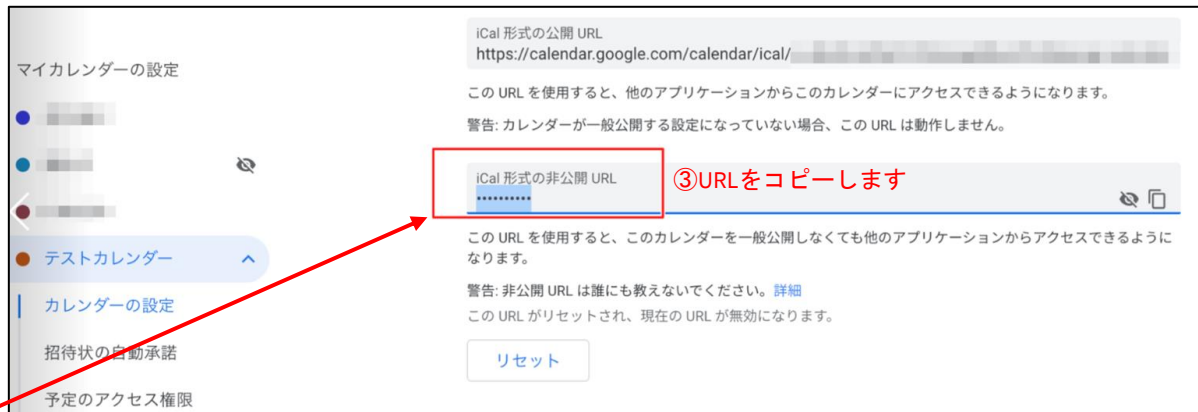 マイカレンダーの設定
テストカレンダー
カレンダーの設定
招待状の自動承諾
予定のアクセス権限
iCal 形式の公開 URL
https://calendar.google.com/calendar/ical/
この URL を使用すると、他のアプリケーションからこのカレンダーにアクセスできるようになります。
警告: カレンダーが一般公開する設定になっていない場合、この URL は動作しません。
iCal 形式の非公開 URL
••••••••••
③URLをコピーします
この URL を使用すると、このカレンダーを一般公開しなくても他のアプリケーションからアクセスできるように
なります。
警告: 非公開 URL は誰にも教えないでください。詳細
この URL がリセットされ、現在の URL が無効になります。
リセット